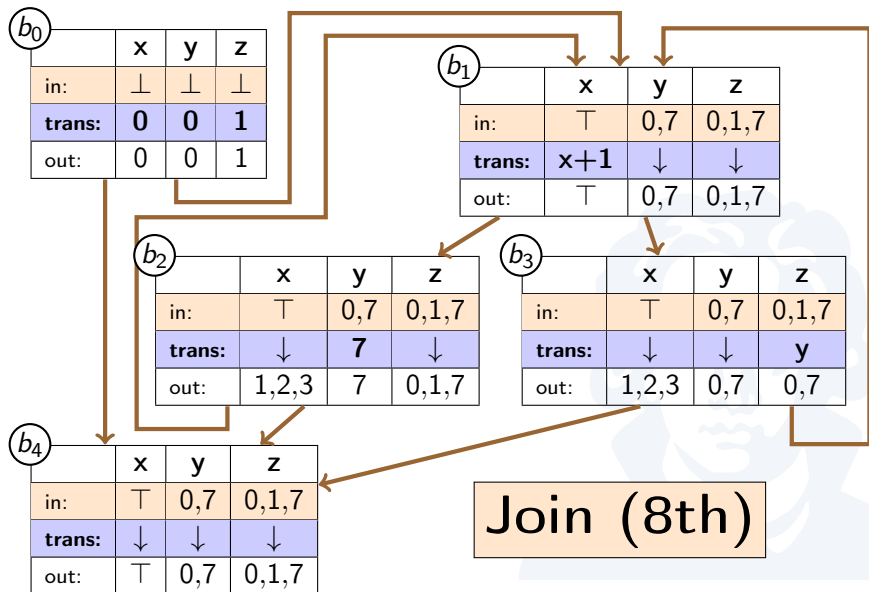 b0
x y z
in: ⊥ ⊥ ⊥
trans: 0 0 1
out: 0 0 1
b1
x y z
in: ⊤ 0,7 0,1,7
trans: x+1 ↓ ↓
out: ⊤ 0,7 0,1,7
b2
x y z
in: ⊤ 0,7 0,1,7
trans: ↓ 7 ↓
out: 1,2,3 7 0,1,7
b3
x y z
in: ⊤ 0,7 0,1,7
trans: ↓ ↓ y
out: 1,2,3 0,7 0,7
b4
x y z
in: ⊤ 0,7 0,1,7
trans: ↓ ↓ ↓
out: ⊤ 0,7 0,1,7
Join (8th)